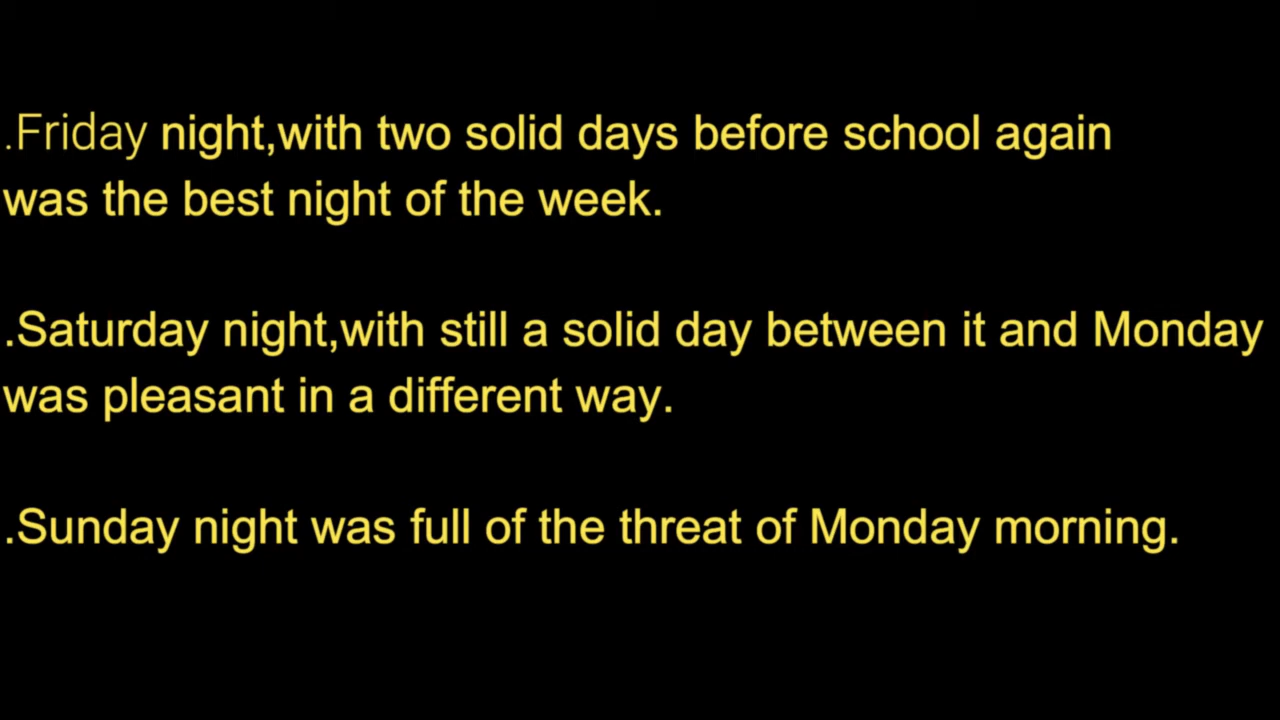 .Friday night,with two solid days before school again
was the best night of the week.
.Saturday night,with still a solid day between it and Monday
was pleasant in a different way.
.Sunday night was full of the threat of Monday morning.